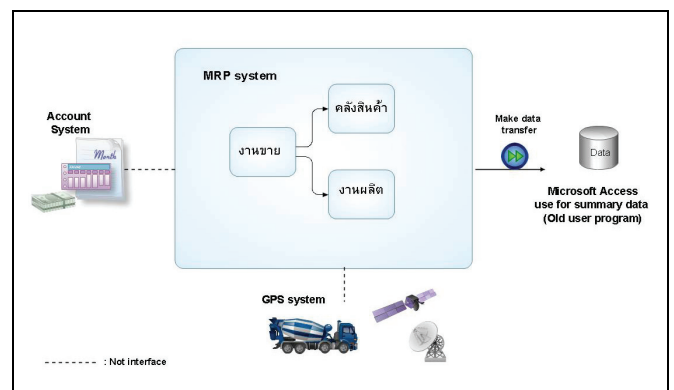 MRP system
คลังสินค้า
งานขาย
งานผลิต
Account
System
Month
Make data
transfer
Data
Microsoft Access
use for summary data
(Old user program)
GPS system
: Not interface